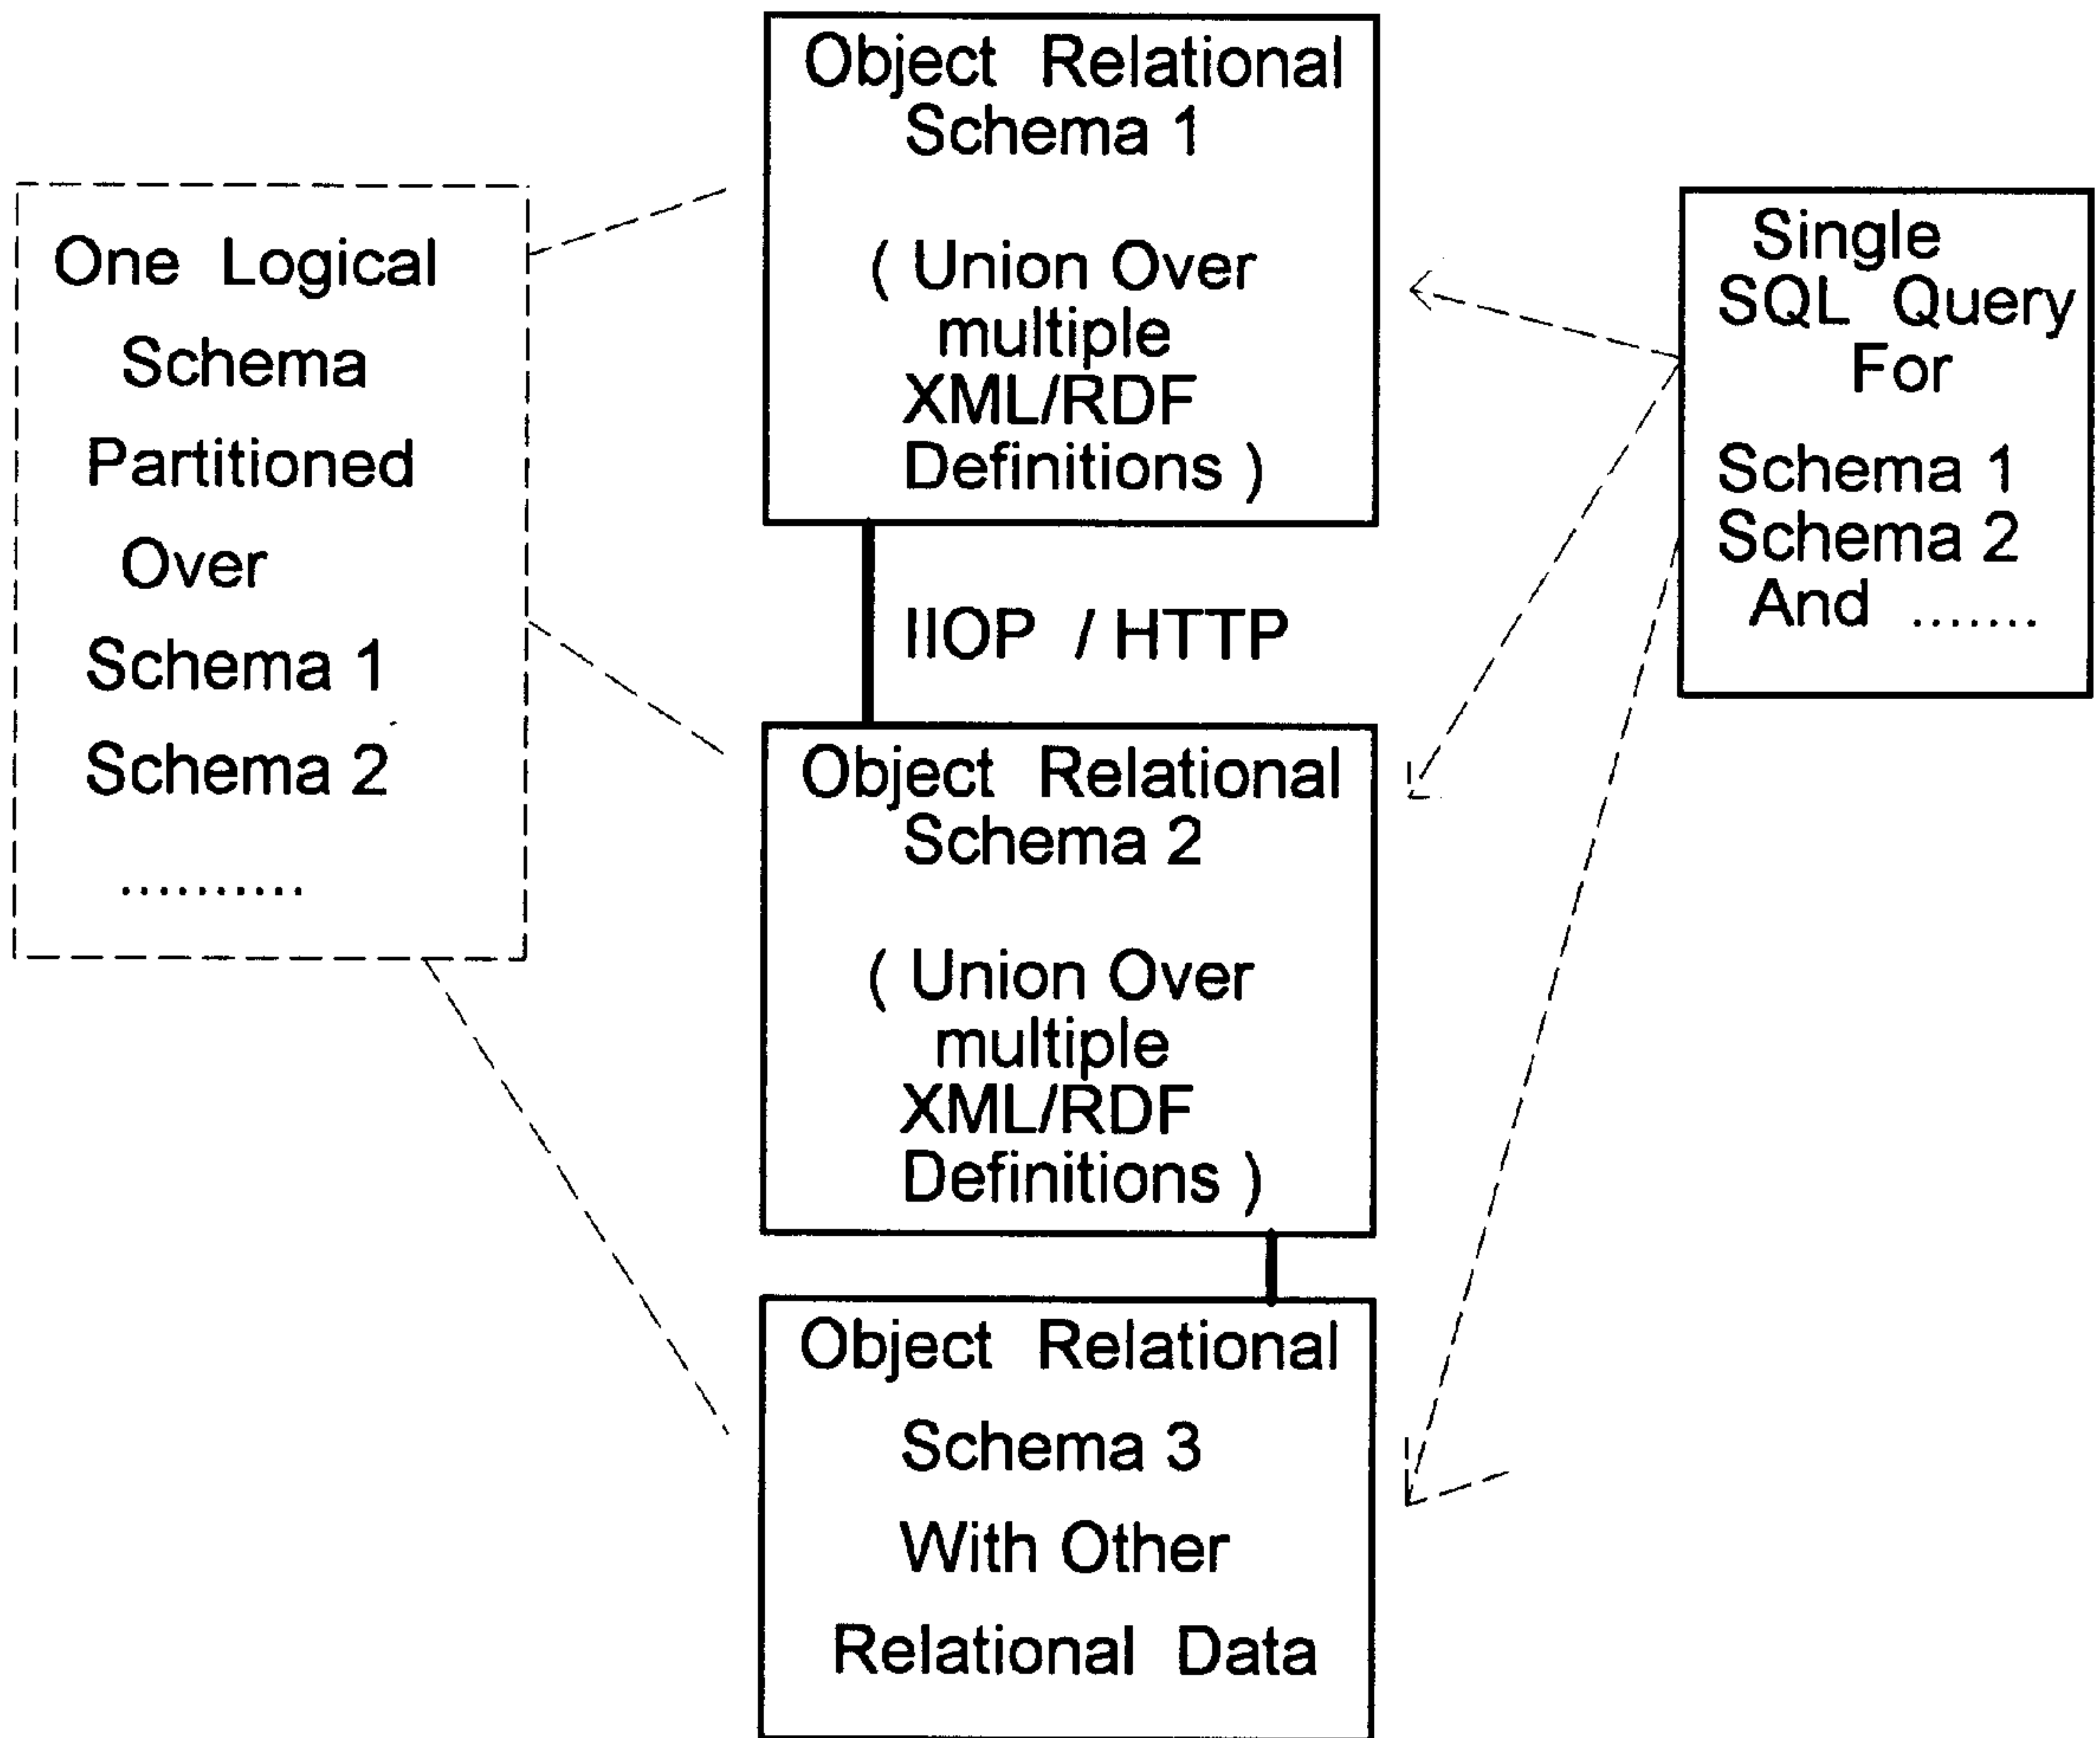 One Logical
Schema
Partitioned
Over
Schema 1
Schema 2
..........
Object Relational
Schema 1
( Union Over
multiple
XML/RDF
Definitions )
IIOP / HTTP
Object Relational
Schema 2
( Union Over
multiple
XML/RDF
Definitions )
Object Relational
Schema 3
With Other
Relational Data
Single
SQL Query
For
Schema 1
Schema 2
And .......